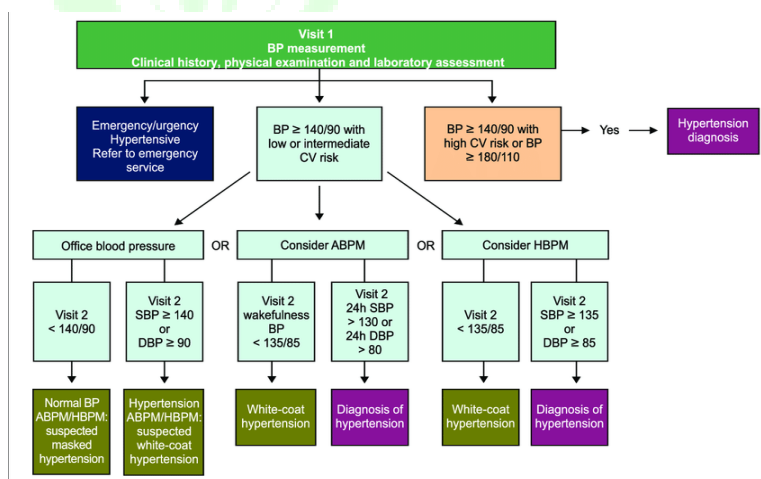 Visit 1
BP measurement
Clinical history, physical examination and laboratory assessment
Emergency/urgency
Hypertensive
Refer to emergency
service
BP ≥ 140/90 with
low or intermediate
CV risk
BP ≥ 140/90 with
high CV risk or BP
≥ 180/110
Yes
Hypertension
diagnosis
Office blood pressure
OR
Consider ABPM
OR
Consider HBPM
Visit 2
< 140/90
Visit 2
SBP ≥ 140
or
DBP ≥ 90
Visit 2
wakefulness
BP
< 135/85
Visit 2
24h SBP
> 130 or
24h DBP
> 80
Visit 2
< 135/85
Visit 2
SBP ≥ 135
or
DBP ≥ 85
Normal BP
ABPM/HBPM:
suspected
masked
hypertension
Hypertension
ABPM/HBPM:
suspected
white-coat
hypertension
White-coat
hypertension
Diagnosis of
hypertension
White-coat
hypertension
Diagnosis of
hypertension